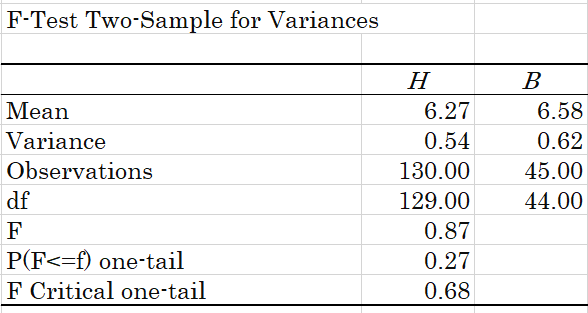 F-Test Two-Sample for Variances
H B
Mean 6.27 6.58
Variance 0.54 0.62
Observations 130.00 45.00
df 129.00 44.00
F 0.87
P(F<=f) one-tail 0.27
F Critical one-tail 0.68